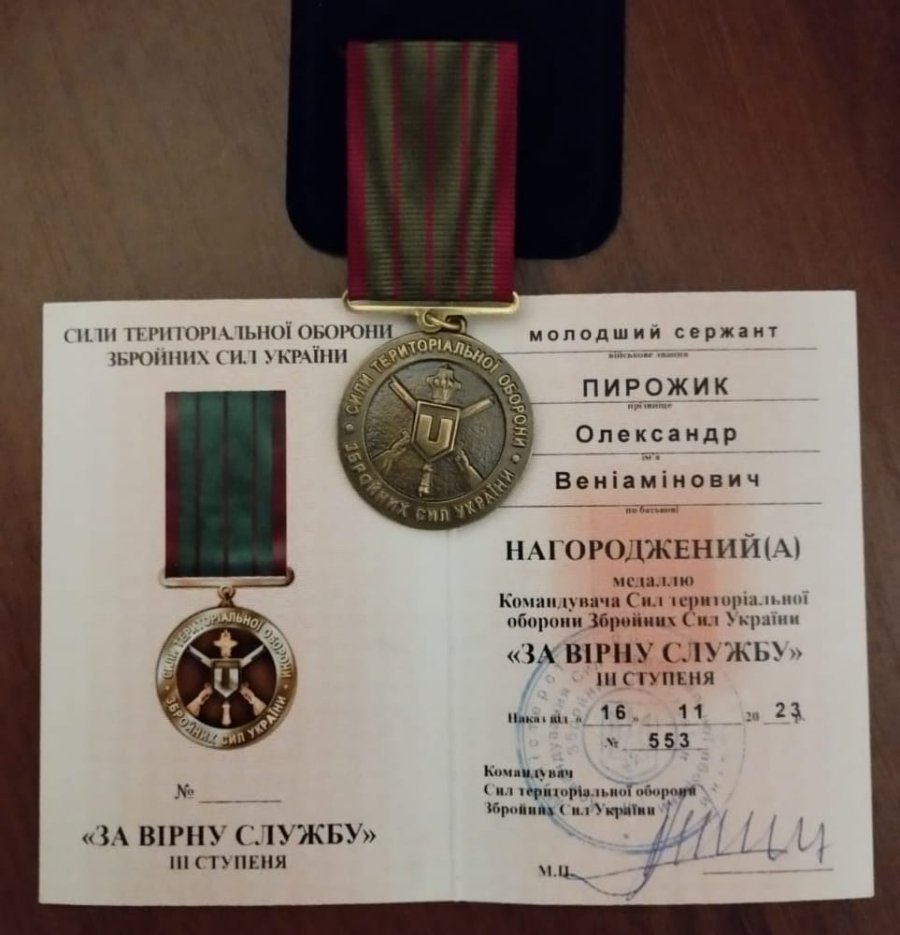 СИЛИ ТЕРИТОРІАЛЬНОЇ ОБОРОНИ
ЗБРОЙНИХ СИЛ УКРАЇНИ
СИЛИ ТЕРИТОРІАЛЬНОЇ ОБОРОНИ
ЗБРОЙНИХ СИЛ УКРАЇНИ
№
«ЗА ВІРНУ СЛУЖБУ»
ІІІ СТУПЕНЯ
СИЛИ ТЕРИТОРІАЛЬНОЇ ОБОРОНИ
ЗБРОЙНИХ СИЛ УКРАЇНИ
молодший сержант
військове звання
ПИРОЖИК
прізвище
Олександр
ім'я
Веніамінович
по батькові
НАГОРОДЖЕНИЙ(А)
медаллю
Командувача Сил територіальної
оборони Збройних Сил України
«ЗА ВІРНУ СЛУЖБУ»
ІІІ СТУПЕНЯ
Наказ від « 16 » 11 20 23 р.
№ 553
Командувач
Сил територіальної оборони
Збройних Сил України
М.П.